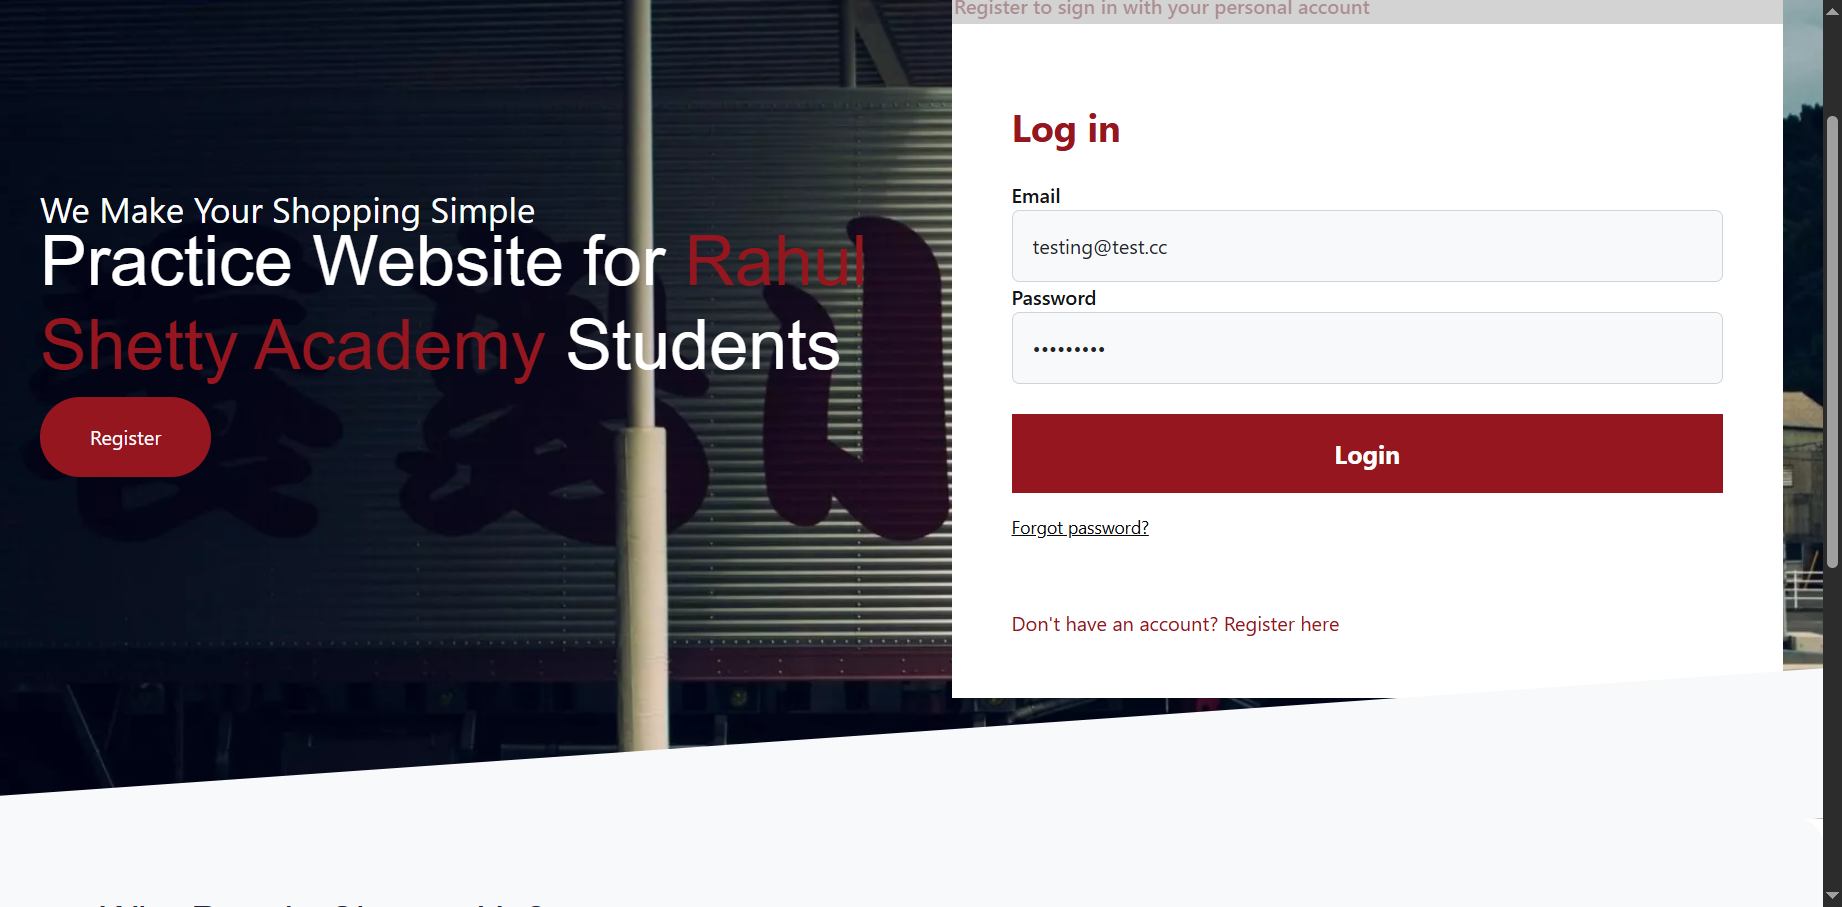 Register to sign in with your personal account
We Make Your Shopping Simple
Practice Website for Rahul
Shetty Academy Students
Register
Log in
Email
testing@test.cc
Password
•••••••••
Login
Forgot password?
Don't have an account? Register here